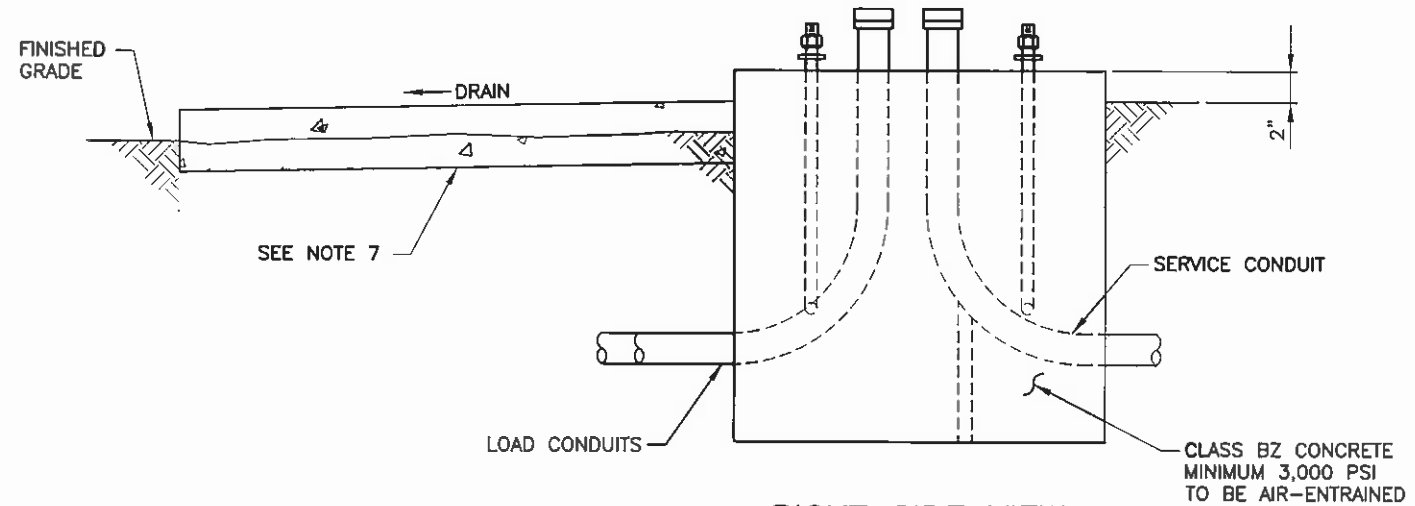 FINISHED
GRADE
DRAIN
2"
SEE NOTE 7
SERVICE CONDUIT
LOAD CONDUITS
CLASS BZ CONCRETE
MINIMUM 3,000 PSI
TO BE AIR-ENTRAINED